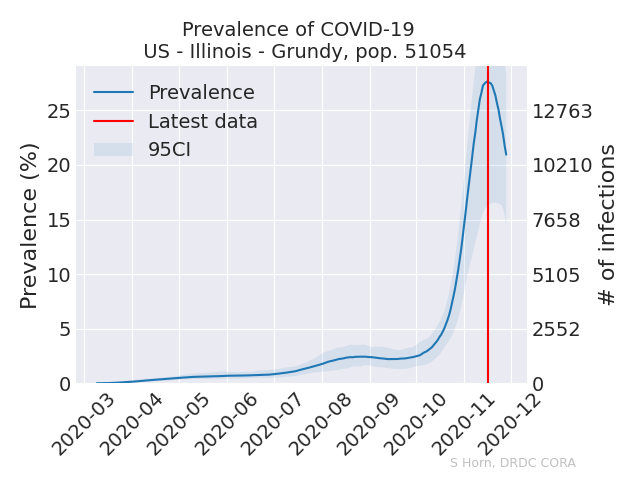 Prevalence of COVID-19
US - Illinois - Grundy, pop. 51054
Prevalence
Latest data
95CI
Prevalence (%)
25
20
15
10
5
0
12763
10210
7658
5105
2552
0
# of infections
2020-03
2020-04
2020-05
2020-06
2020-07
2020-08
2020-09
2020-10
2020-11
2020-12
S Horn, DRDC CORA